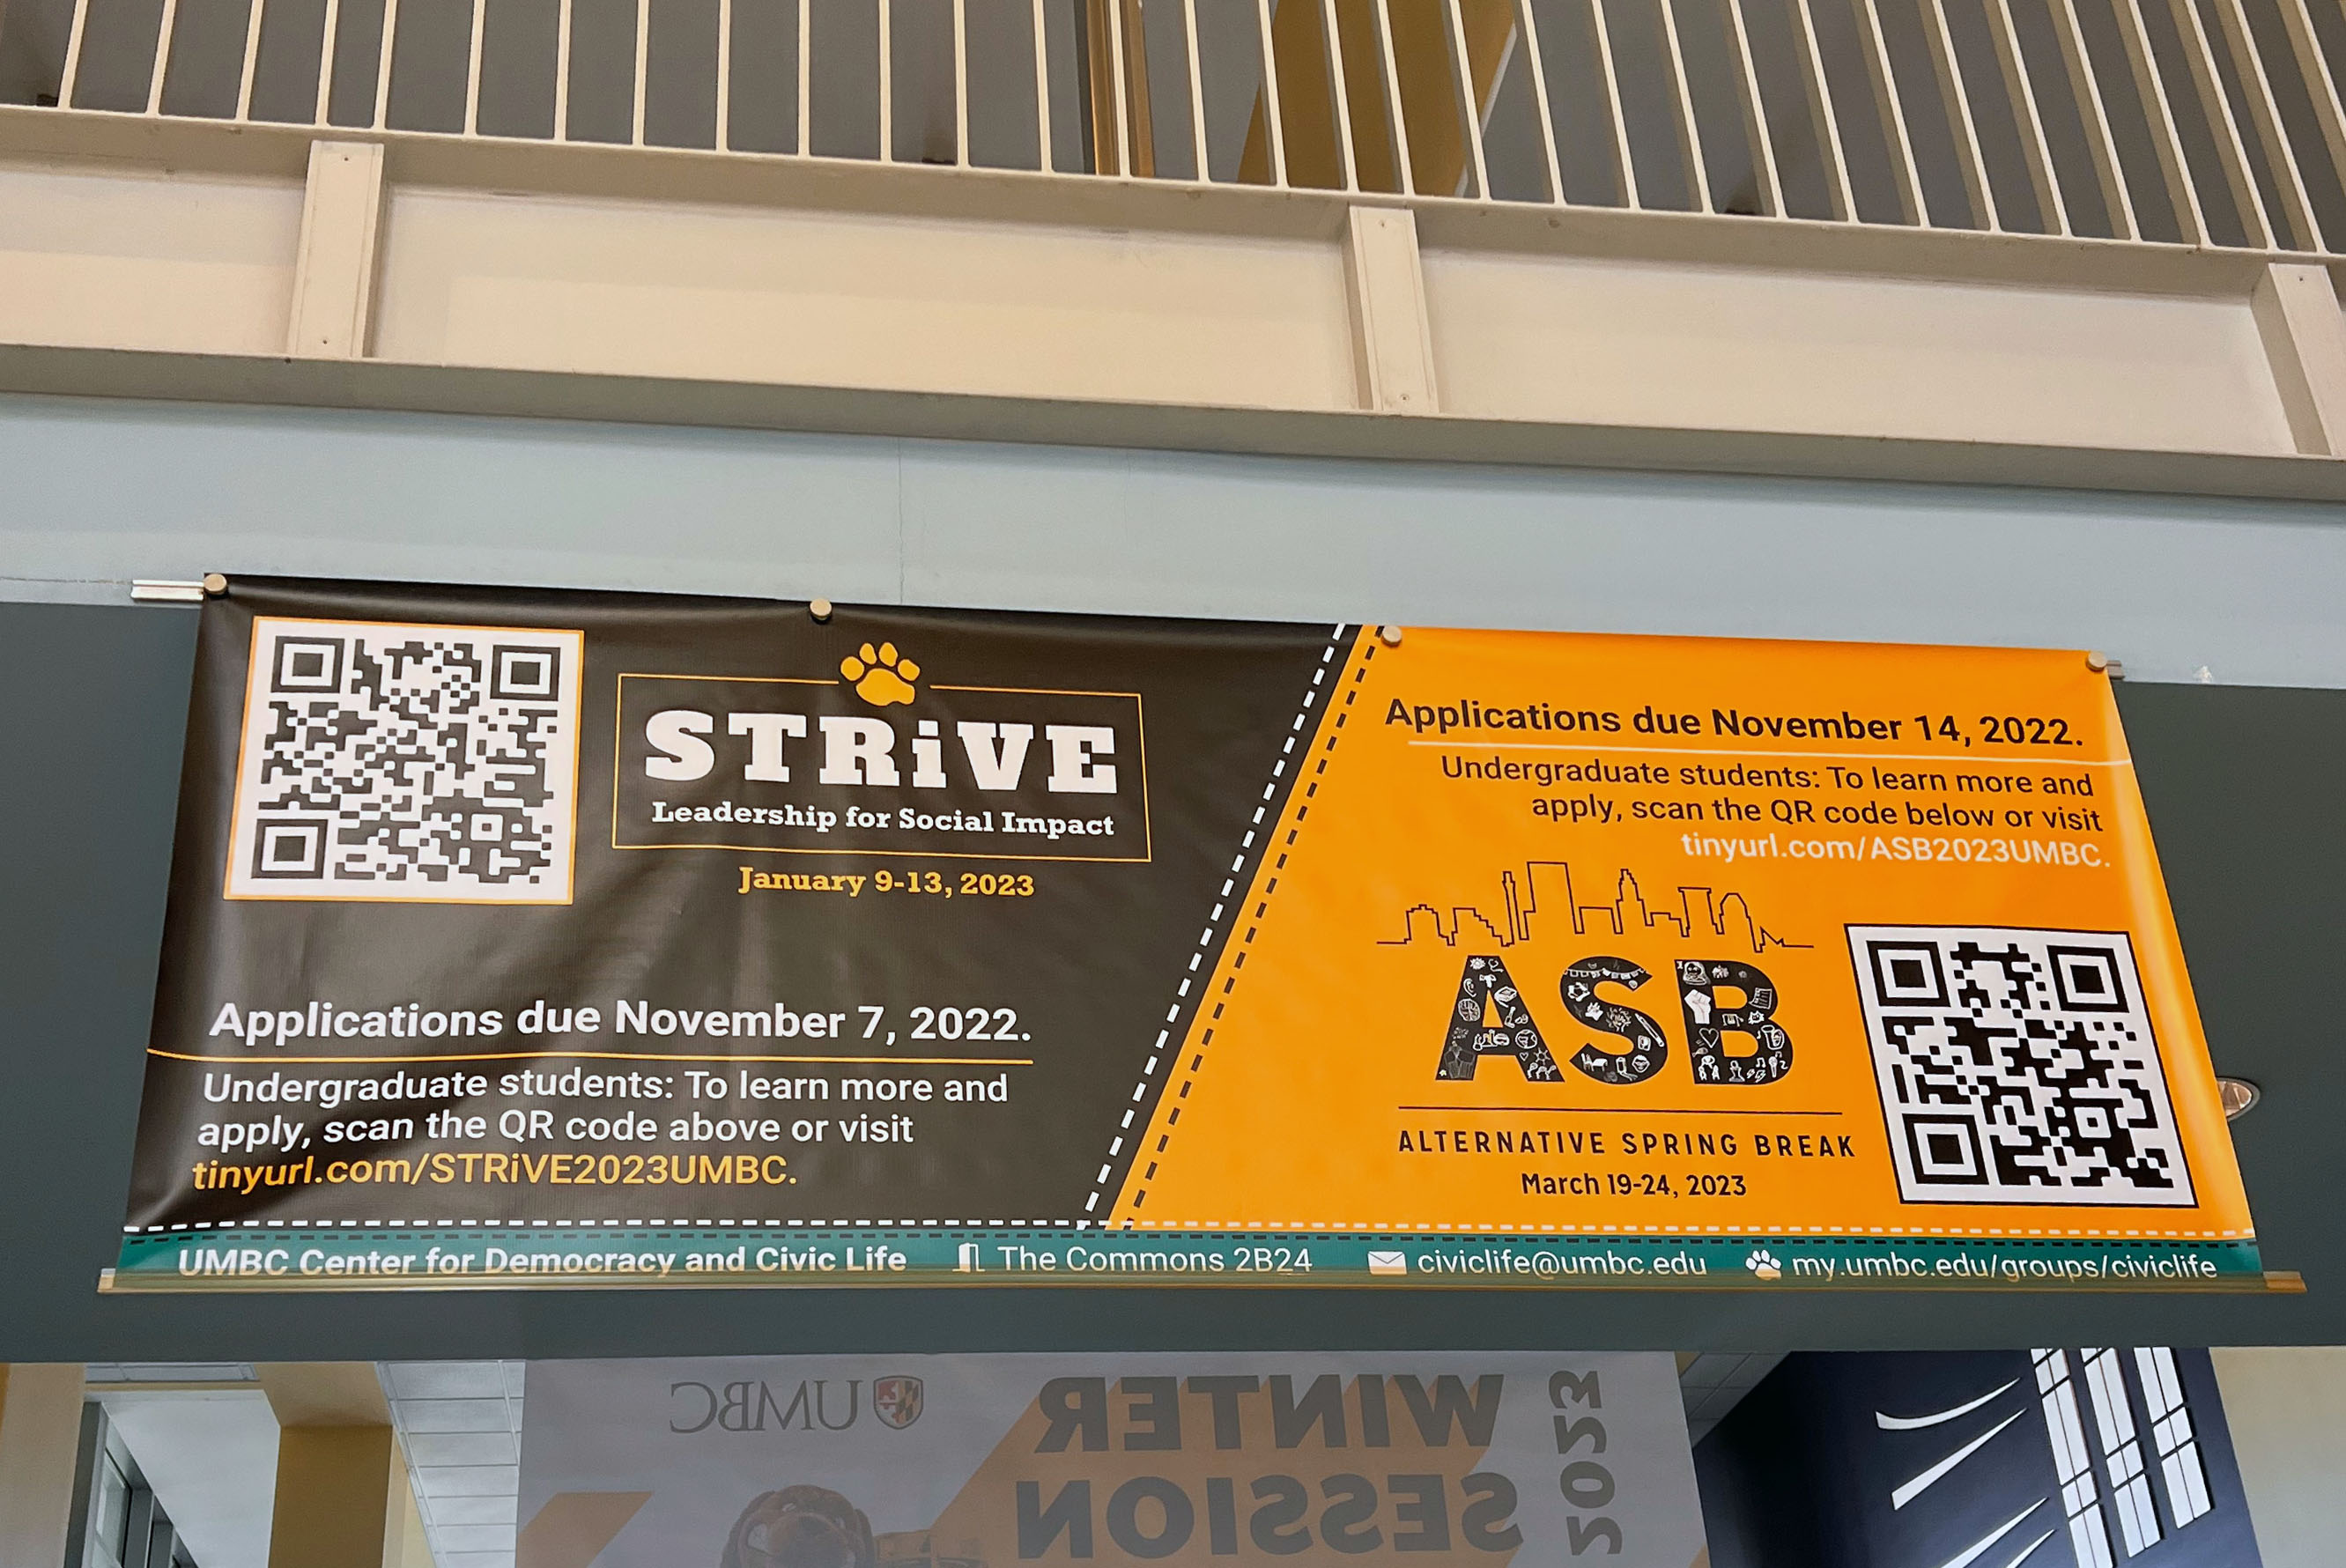 STRiVE
Leadership for Social Impact
January 9-13, 2023
Applications due November 7, 2022.
Undergraduate students: To learn more and
apply, scan the QR code above or visit
tinyurl.com/STRiVE2023UMBC.
Applications due November 14, 2022.
Undergraduate students: To learn more and
apply, scan the QR code below or visit
tinyurl.com/ASB2023UMBC.
ASB
ALTERNATIVE SPRING BREAK
March 19-24, 2023
UMBC Center for Democracy and Civic Life The Commons 2B24 civiclife@umbc.edu my.umbc.edu/groups/civiclife
UMBC
WINTER
SESSION
2023